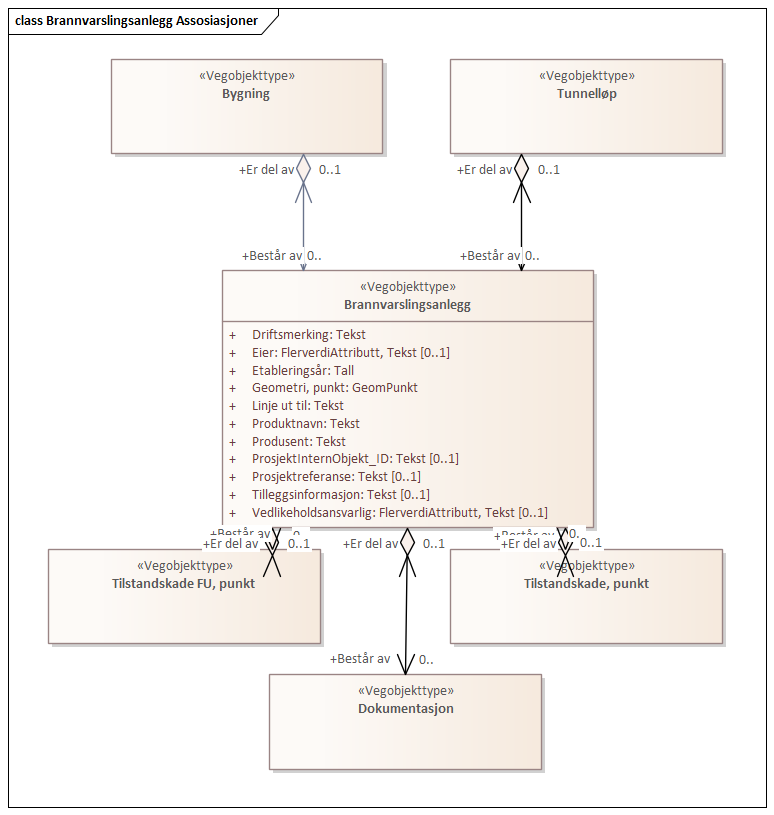 class Brannvarslingsanlegg Assosiasjoner
«Vegobjekttype»
Bygning
«Vegobjekttype»
Tunnelløp
+Er del av 0..1
+Er del av 0..1
+Består av 0..
+Består av 0..
«Vegobjekttype»
Brannvarslingsanlegg
+ Driftsmerking: Tekst
+ Eier: FlerverdiAttributt, Tekst [0..1]
+ Etableringsår: Tall
+ Geometri, punkt: GeomPunkt
+ Linje ut til: Tekst
+ Produktnavn: Tekst
+ Produsent: Tekst
+ ProsjektInternObjekt_ID: Tekst [0..1]
+ Prosjektreferanse: Tekst [0..1]
+ Tilleggsinformasjon: Tekst [0..1]
+ Vedlikeholdsansvarlig: FlerverdiAttributt, Tekst [0..1]
+Består av 0..
+Består av 0..
+Er del av 0..1
+Er del av 0..1
+Er del av 0..1
«Vegobjekttype»
Tilstandskade FU, punkt
«Vegobjekttype»
Tilstandskade, punkt
+Består av 0..
«Vegobjekttype»
Dokumentasjon